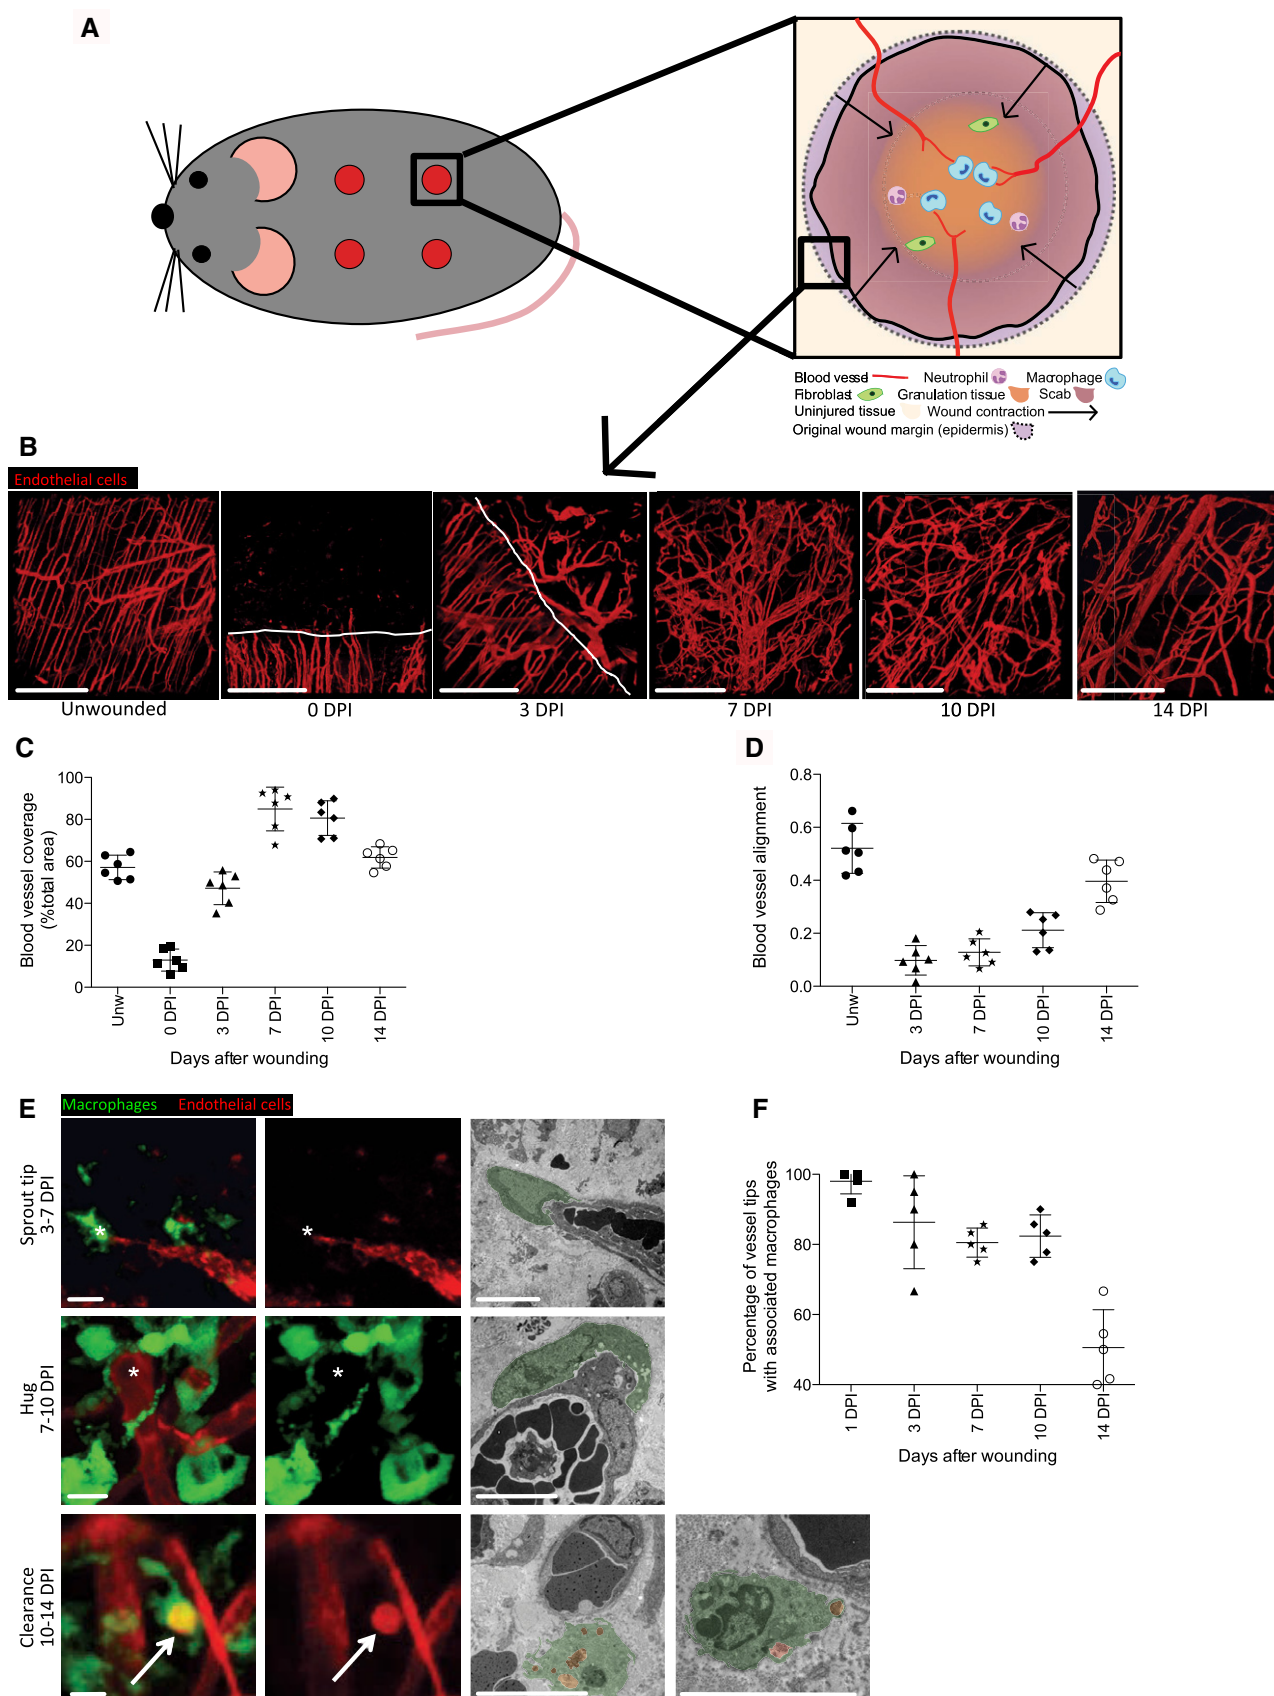 A
Blood vessel Neutrophil Macrophage
Fibroblast Granulation tissue Scab
Uninjured tissue Wound contraction
Original wound margin (epidermis)
B
Endothelial cells
Unwounded 0 DPI 3 DPI 7 DPI 10 DPI 14 DPI
C
Blood vessel coverage
(%total area)
100
80
60
40
20
0
Unw 0 DPI 3 DPI 7 DPI 10 DPI 14 DPI
Days after wounding
D
Blood vessel alignment
0.8
0.6
0.4
0.2
0.0
Unw 3 DPI 7 DPI 10 DPI 14 DPI
Days after wounding
E
Macrophages Endothelial cells
Sprout tip
3-7 DPI
*
*
Hug
7-10 DPI
*
*
Clearance
10-14 DPI
F
Percentage of vessel tips
with associated macrophages
100
80
60
40
1 DPI 3 DPI 7 DPI 10 DPI 14 DPI
Days after wounding